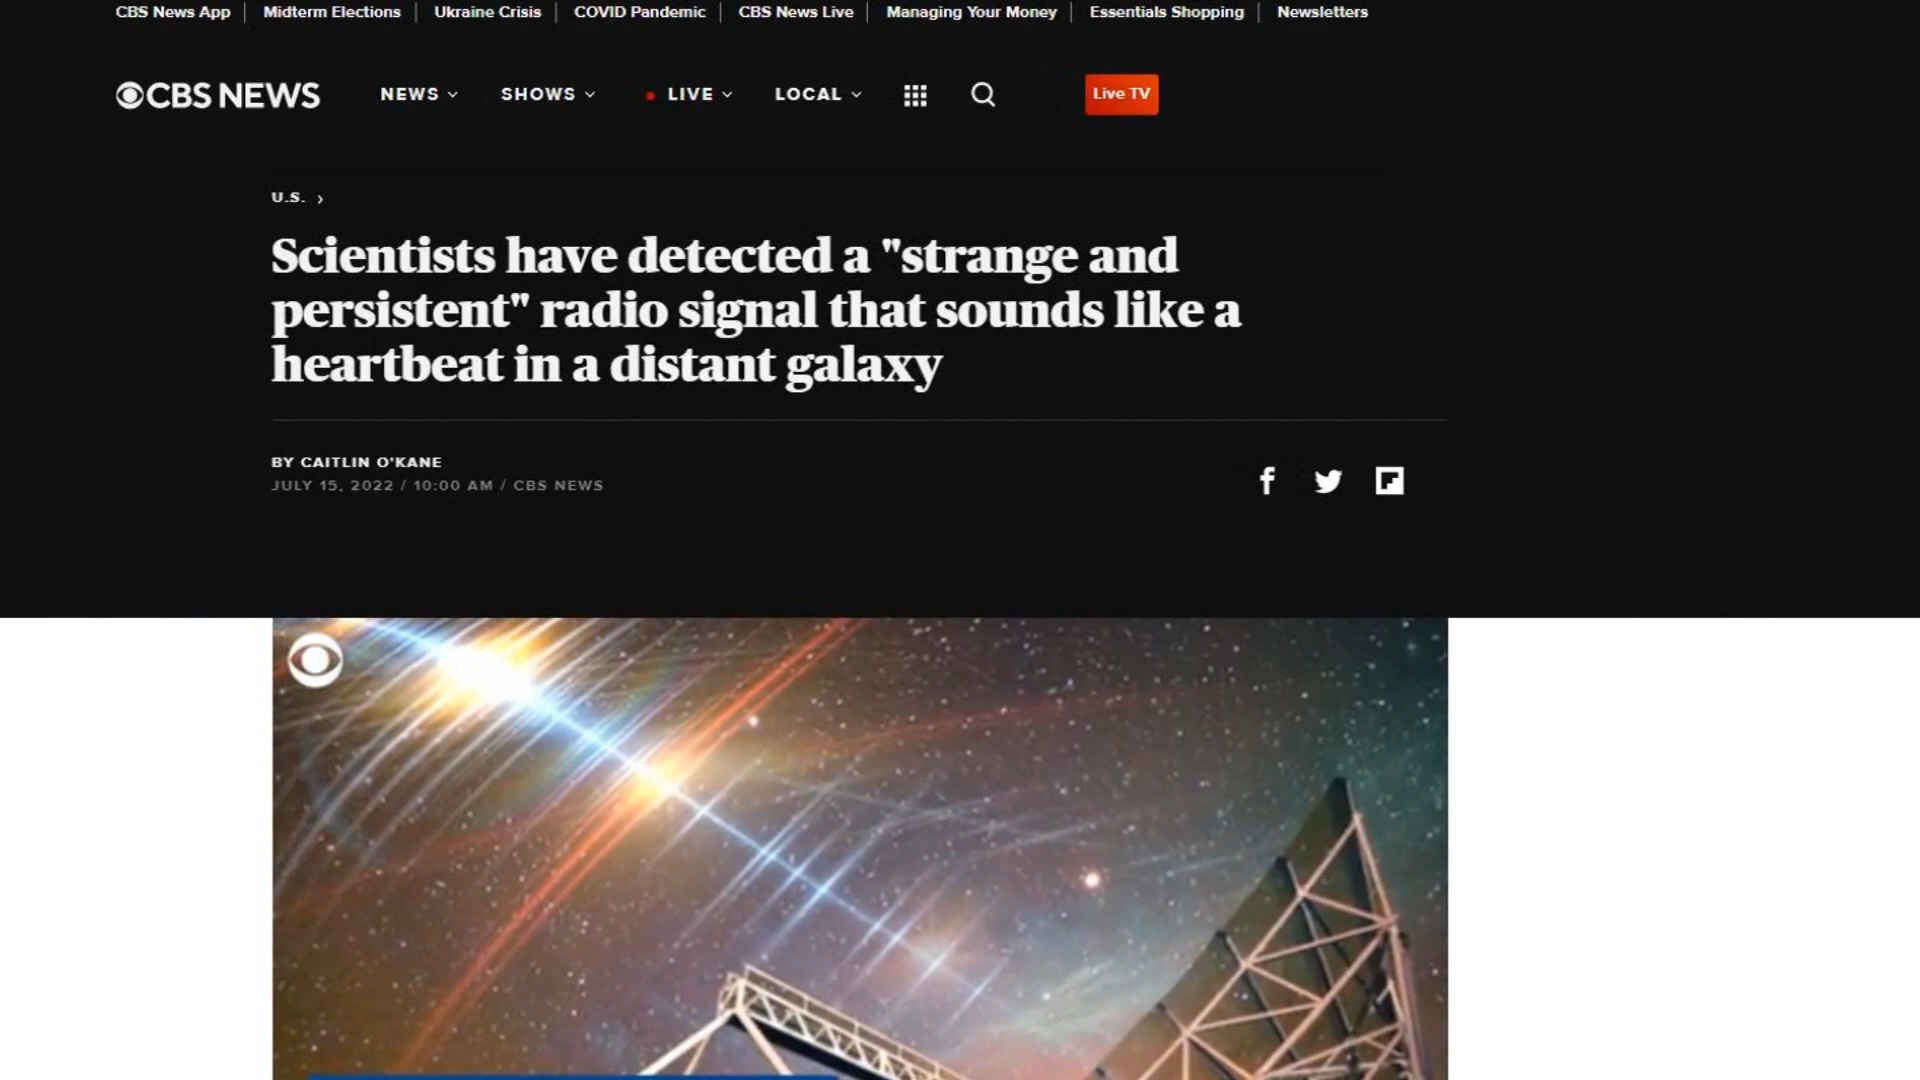 CBS News App | Midterm Elections | Ukraine Crisis | COVID Pandemic | CBS News Live | Managing Your Money | Essentials Shopping | Newsletters
CBS NEWS NEWS SHOWS LIVE LOCAL Live TV
U.S. ›
Scientists have detected a "strange and
persistent" radio signal that sounds like a
heartbeat in a distant galaxy
BY CAITLIN O'KANE
JULY 15, 2022 / 10:00 AM / CBS NEWS